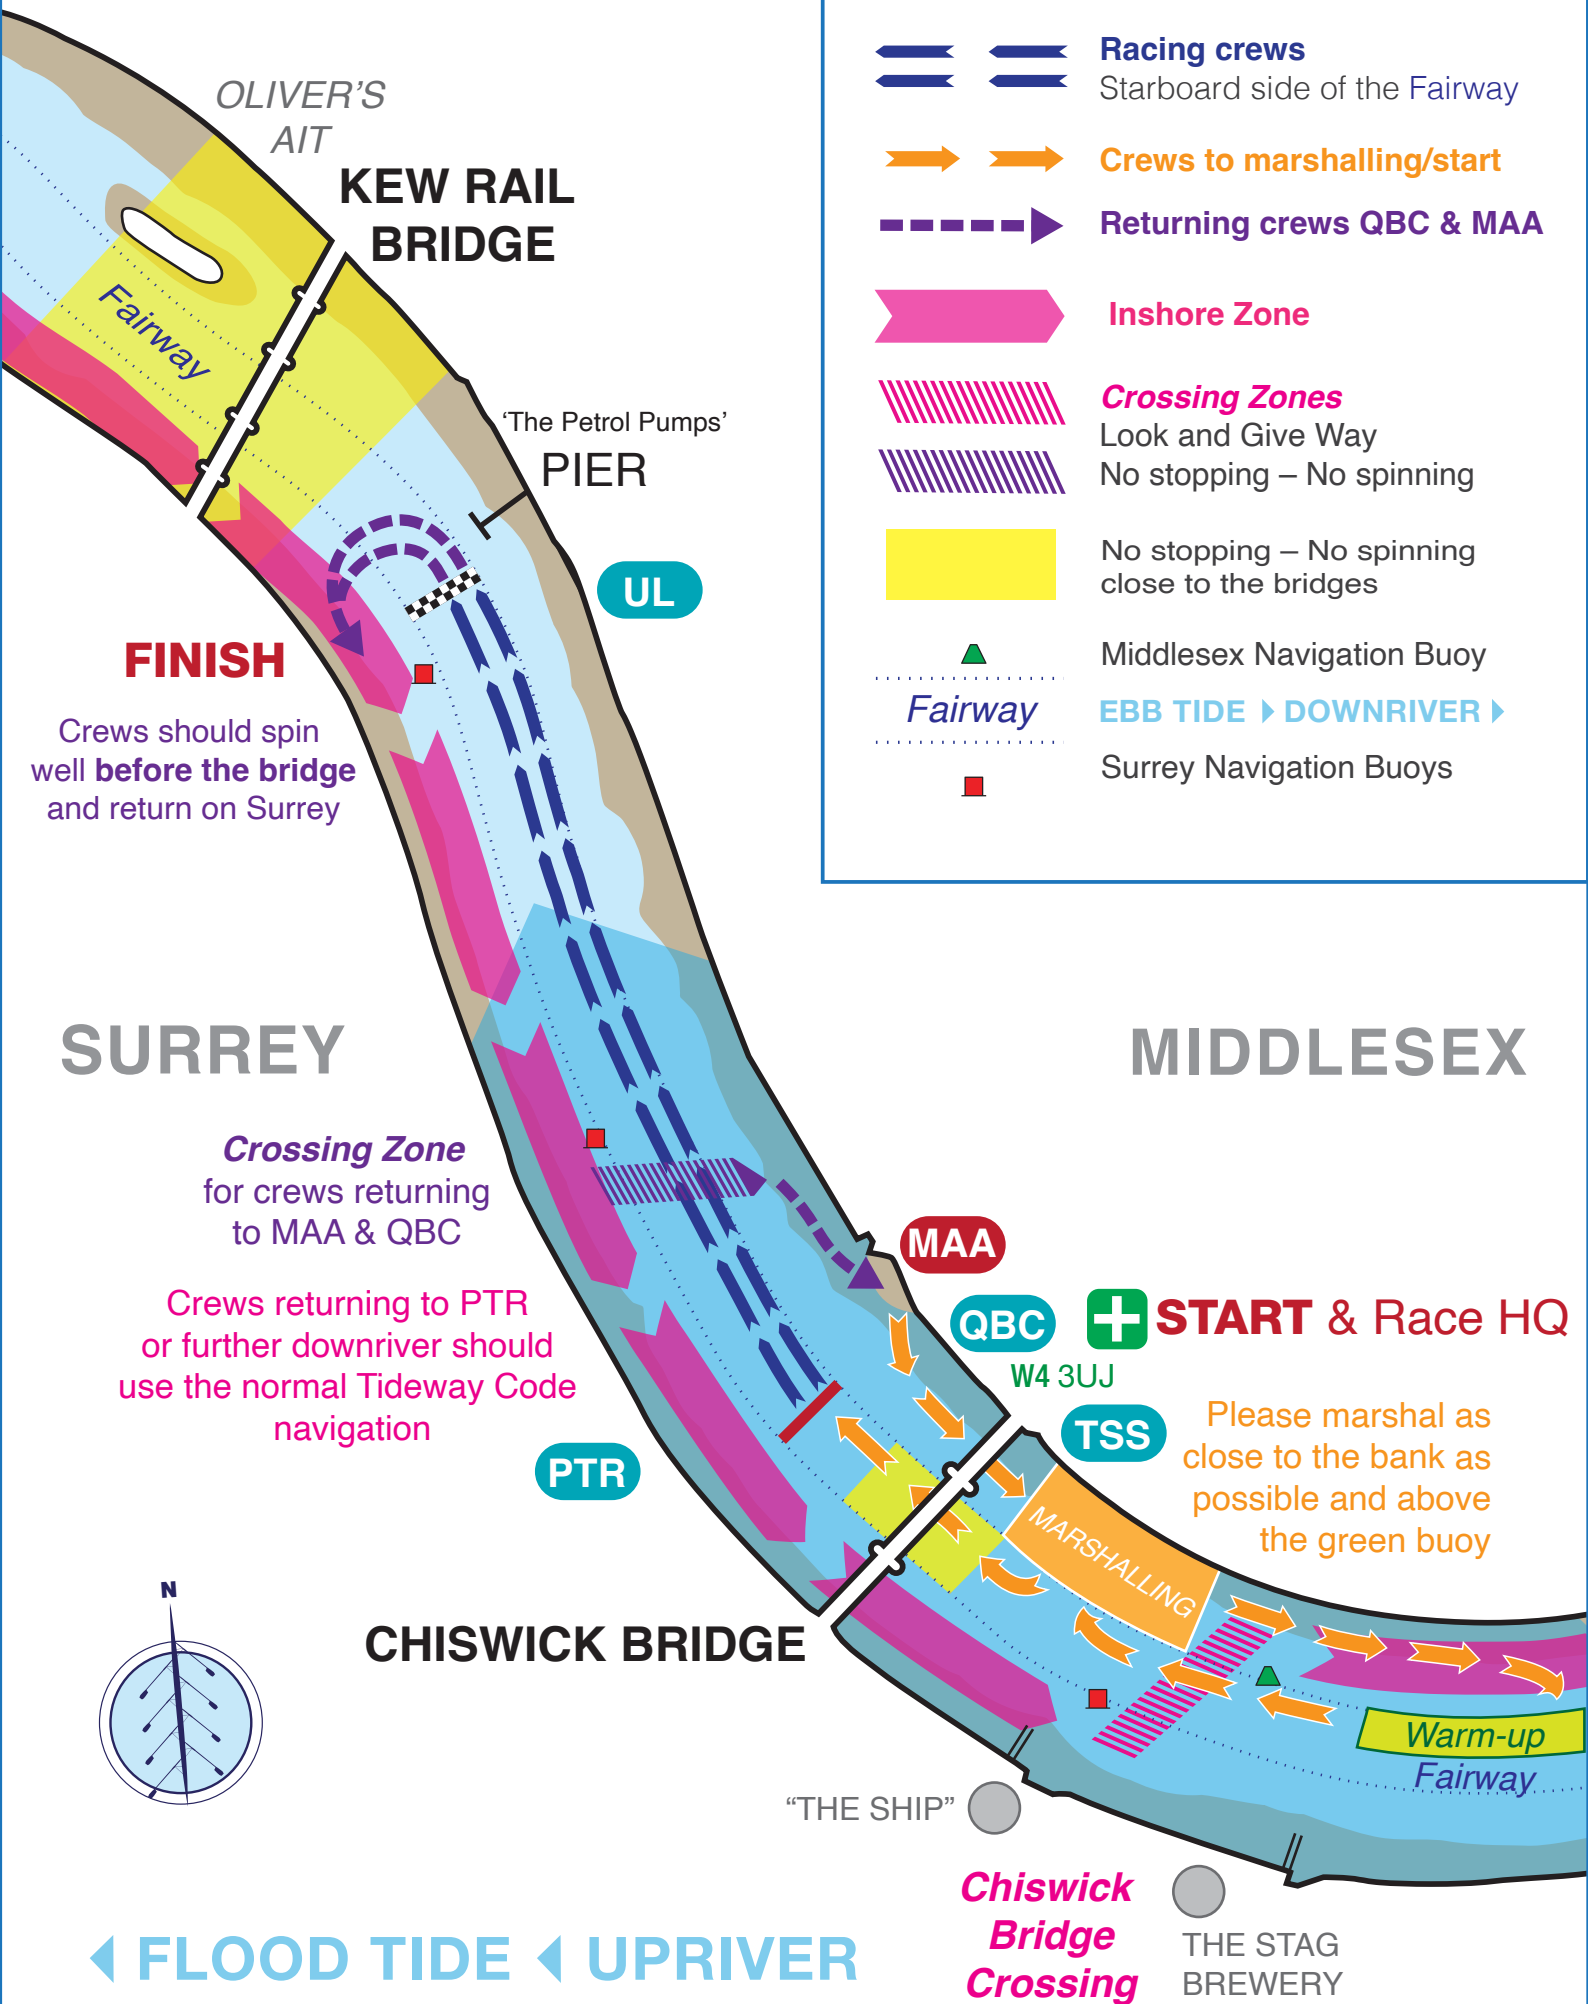 OLIVER'S
AIT
KEW RAIL
BRIDGE
Fairway
'The Petrol Pumps'
PIER
UL
FINISH
Crews should spin
well before the bridge
and return on Surrey
Racing crews
Starboard side of the Fairway
Crews to marshalling/start
Returning crews QBC & MAA
Inshore Zone
Crossing Zones
Look and Give Way
No stopping – No spinning
No stopping – No spinning
close to the bridges
Middlesex Navigation Buoy
Fairway
EBB TIDE DOWNRIVER
Surrey Navigation Buoys
SURREY
MIDDLESEX
Crossing Zone
for crews returning
to MAA & QBC
Crews returning to PTR
or further downriver should
use the normal Tideway Code
navigation
MAA
QBC
START & Race HQ
W4 3UJ
TSS
Please marshal as
close to the bank as
possible and above
the green buoy
PTR
MARSHALLING
N
CHISWICK BRIDGE
Warm-up
Fairway
“THE SHIP”
Chiswick
Bridge
Crossing
THE STAG
BREWERY
FLOOD TIDE UPRIVER